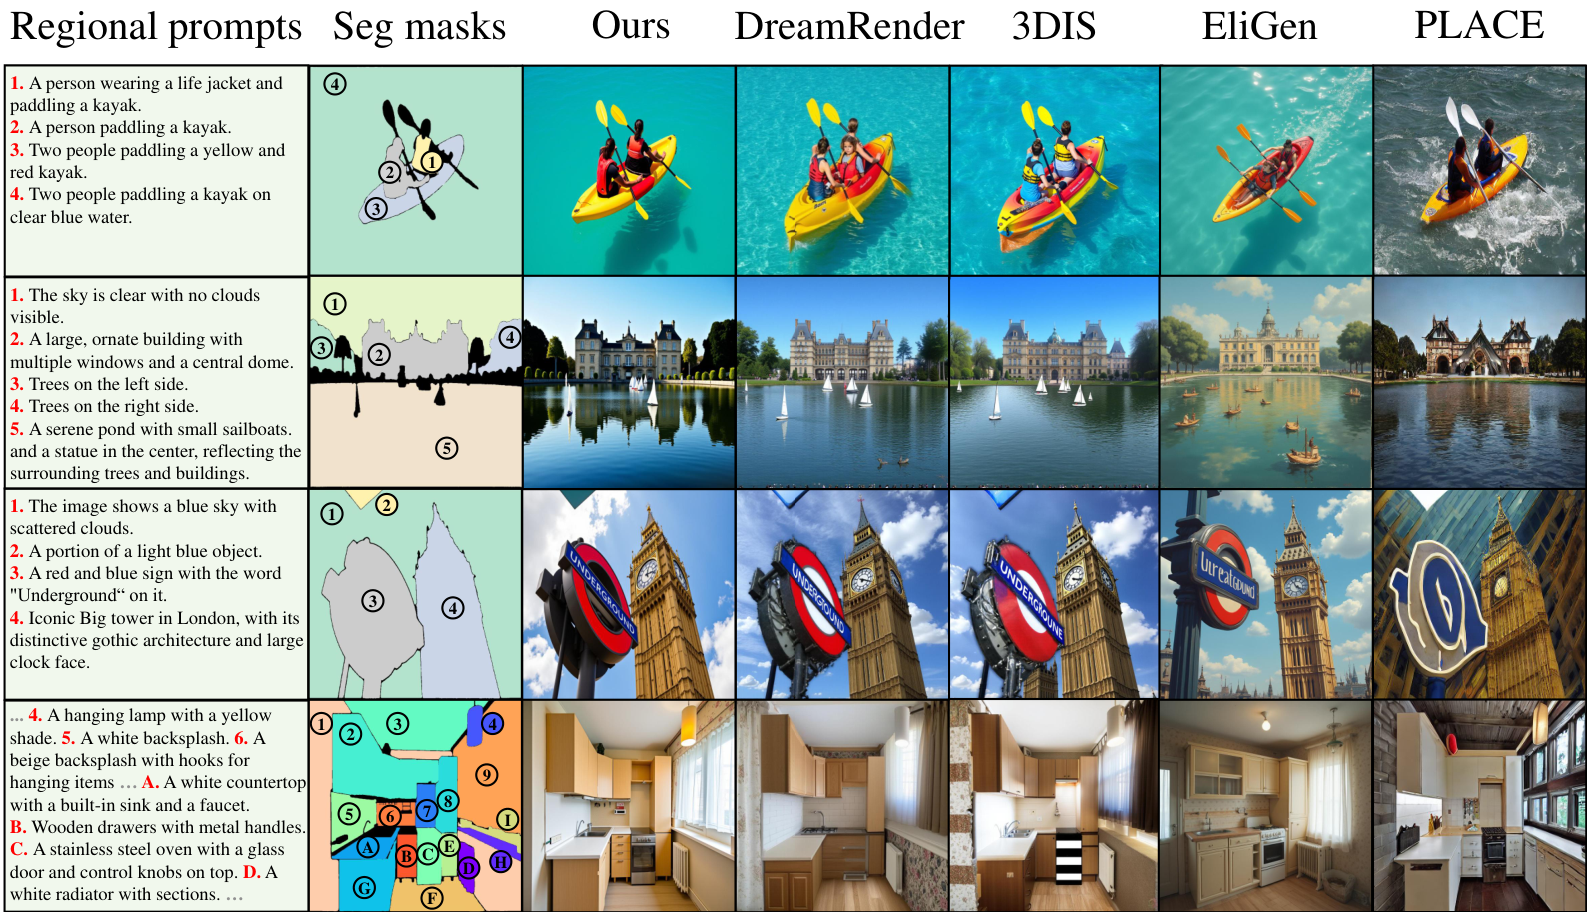 Regional prompts Seg masks Ours DreamRender 3DIS EliGen PLACE
1. A person wearing a life jacket and
paddling a kayak.
2. A person paddling a kayak.
3. Two people paddling a yellow and
red kayak.
4. Two people paddling a kayak on
clear blue water.
4
1
2
3
1. The sky is clear with no clouds
visible.
2. A large, ornate building with
multiple windows and a central dome.
3. Trees on the left side.
4. Trees on the right side.
5. A serene pond with small sailboats.
and a statue in the center, reflecting the
surrounding trees and buildings.
1
3 2 4
5
1. The image shows a blue sky with
scattered clouds.
2. A portion of a light blue object.
3. A red and blue sign with the word
"Underground“ on it.
4. Iconic Big tower in London, with its
distinctive gothic architecture and large
clock face.
1 2
3 4
UNDERGROUND
UNDERGROUND
... 4. A hanging lamp with a yellow
shade. 5. A white backsplash. 6. A
beige backsplash with hooks for
hanging items ... A. A white countertop
with a built-in sink and a faucet.
B. Wooden drawers with metal handles.
C. A stainless steel oven with a glass
door and control knobs on top. D. A
white radiator with sections. ...
1 2 3 4
9
5 6 7 8 I
A B C E D H
G F